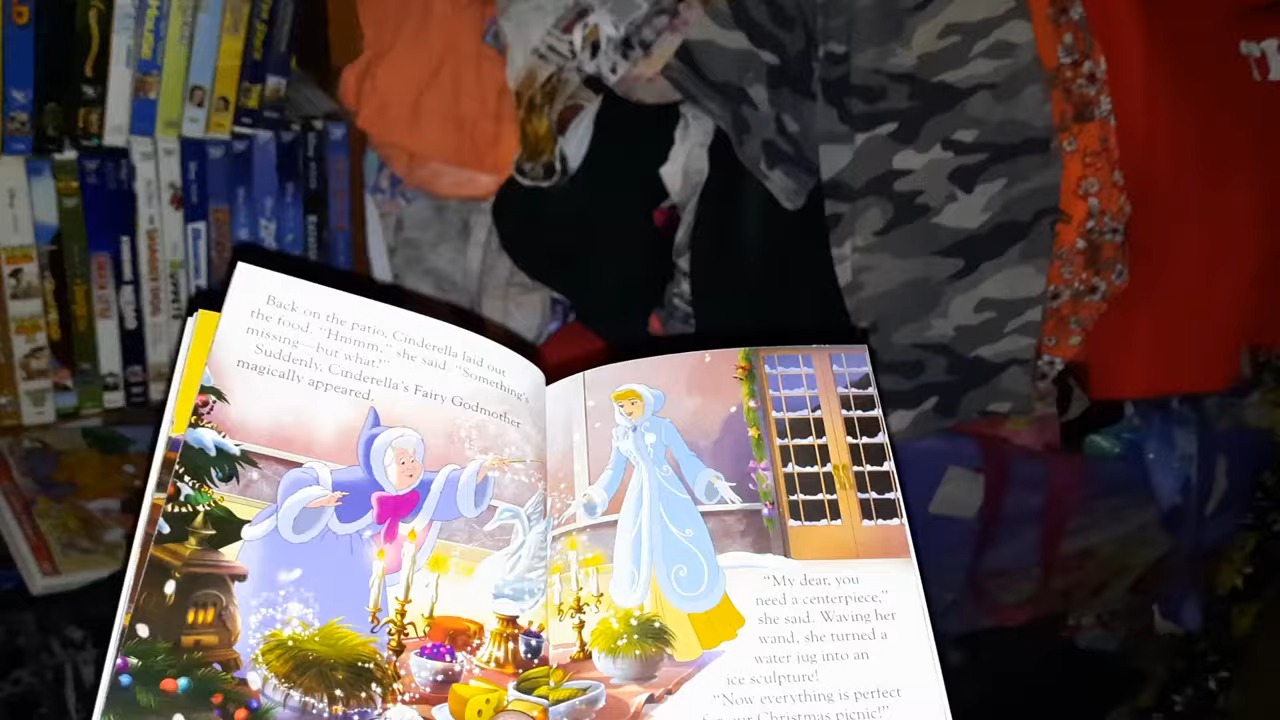 Back on the patio, Cinderella laid out
the food. "Hmmm," she said. "Something's
missing—but what?"
Suddenly, Cinderella's Fairy Godmother
magically appeared.
"My dear, you
need a centerpiece,"
she said. Waving her
wand, she turned a
water jug into an
ice sculpture!
"Now everything is perfect
for our Christmas picnic!"